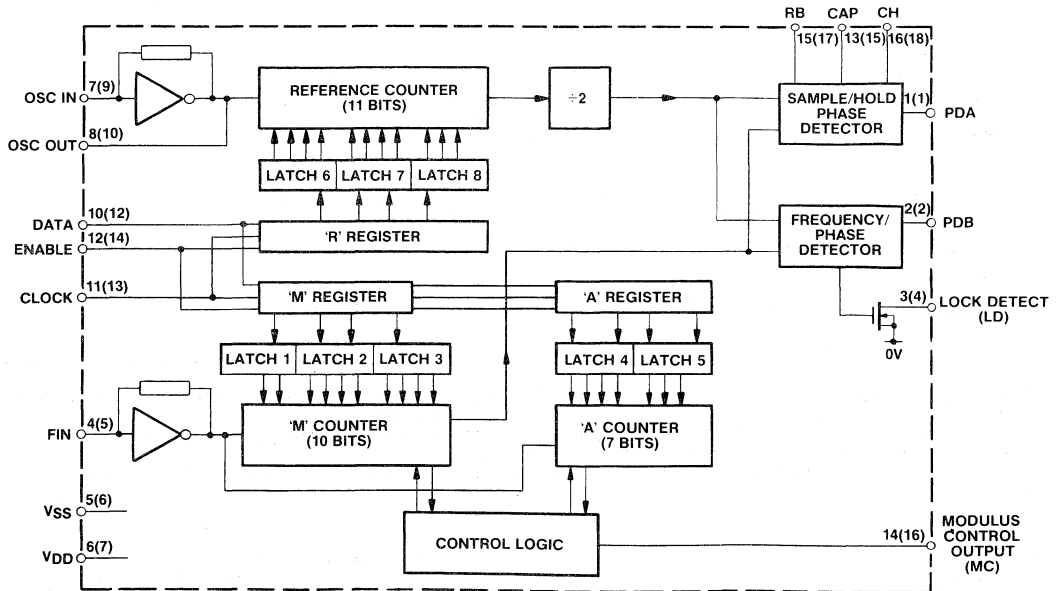 RB CAP CH
15(17) 13(15) 16(18)
7(9)
OSC IN
8(10)
OSC OUT
REFERENCE COUNTER
(11 BITS)
÷2
SAMPLE/HOLD
PHASE
DETECTOR
1(1)
PDA
LATCH 6 LATCH 7 LATCH 8
10(12)
DATA
12(14)
ENABLE
'R' REGISTER
FREQUENCY/
PHASE
DETECTOR
2(2)
PDB
11(13)
CLOCK
'M' REGISTER
'A' REGISTER
3(4)
LOCK DETECT
(LD)
0V
LATCH 1 LATCH 2 LATCH 3
LATCH 4 LATCH 5
4(5)
FIN
'M' COUNTER
(10 BITS)
'A' COUNTER
(7 BITS)
5(6)
VSS
6(7)
VDD
CONTROL LOGIC
14(16)
MODULUS
CONTROL
OUTPUT
(MC)